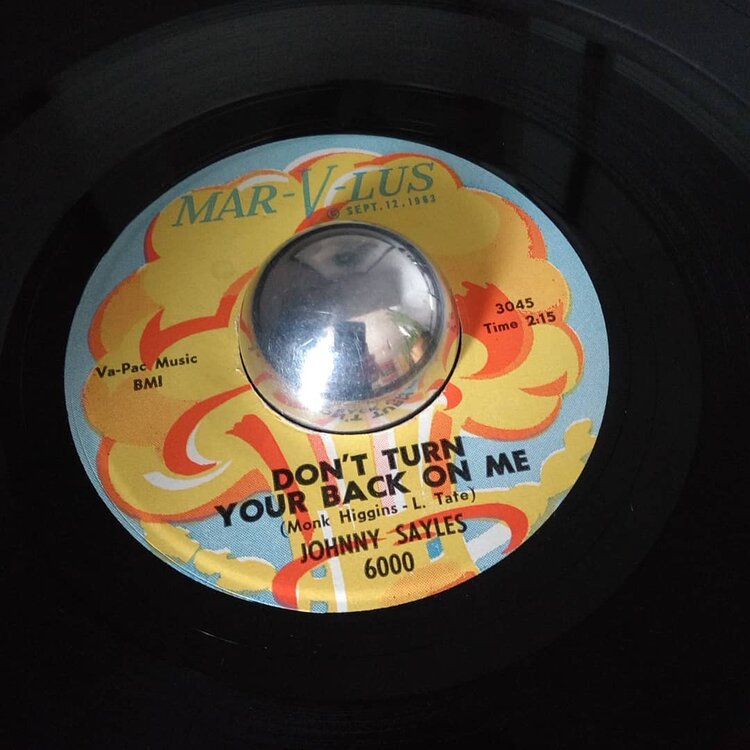 MAR-V-LUS
℗ SEPT. 12, 1963
3045
Time 2:15
Va-Pac Music
BMI
DON'T TURN
YOUR BACK ON ME
(Monk Higgins - L. Tate)
JOHNNY SAYLES
6000